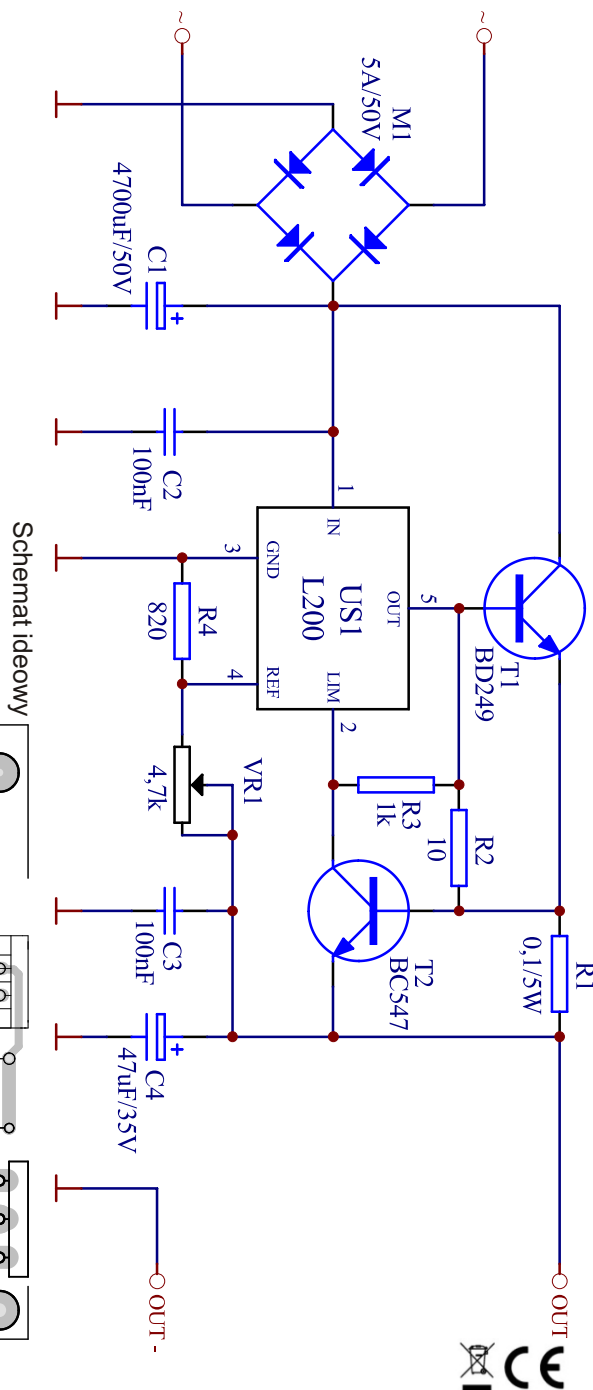 ~
~
M1
5A/50V
C1
4700uF/50V
+
C2
100nF
1
IN
3
GND
US1
L200
OUT
5
REF
4
LIM
2
R4
820
VR1
4,7k
T1
BD249
R3
1k
R2
10
T2
BC547
R1
0,1/5W
C3
100nF
C4
47uF/35V
+
OUT
OUT -
Schemat ideowy
CE